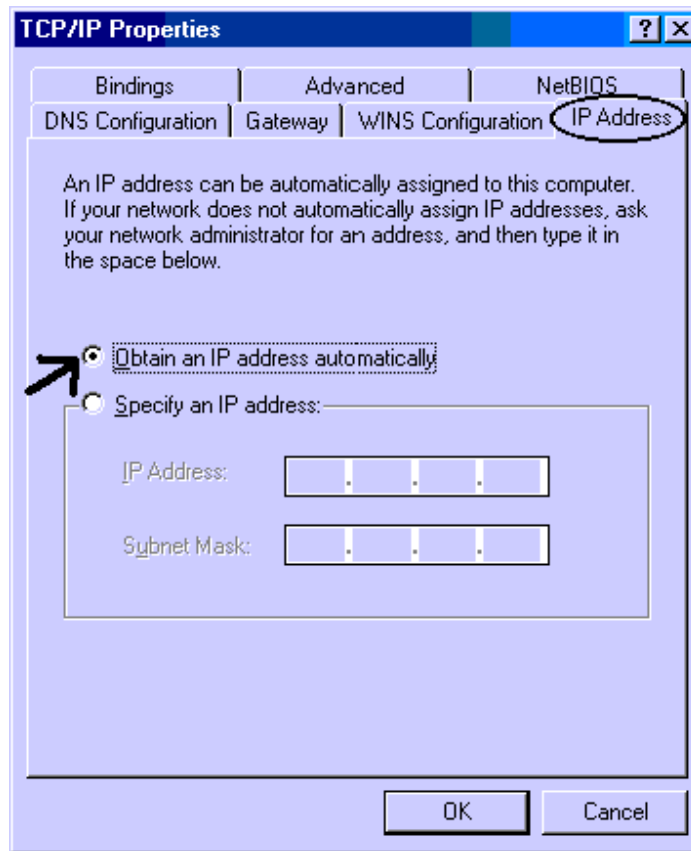 TCP/IP Properties
? X
Bindings Advanced NetBIOS
DNS Configuration Gateway WINS Configuration IP Address
An IP address can be automatically assigned to this computer.
If your network does not automatically assign IP addresses, ask
your network administrator for an address, and then type it in
the space below.
Obtain an IP address automatically
Specify an IP address:
IP Address:
. . .
Subnet Mask:
. . .
OK Cancel